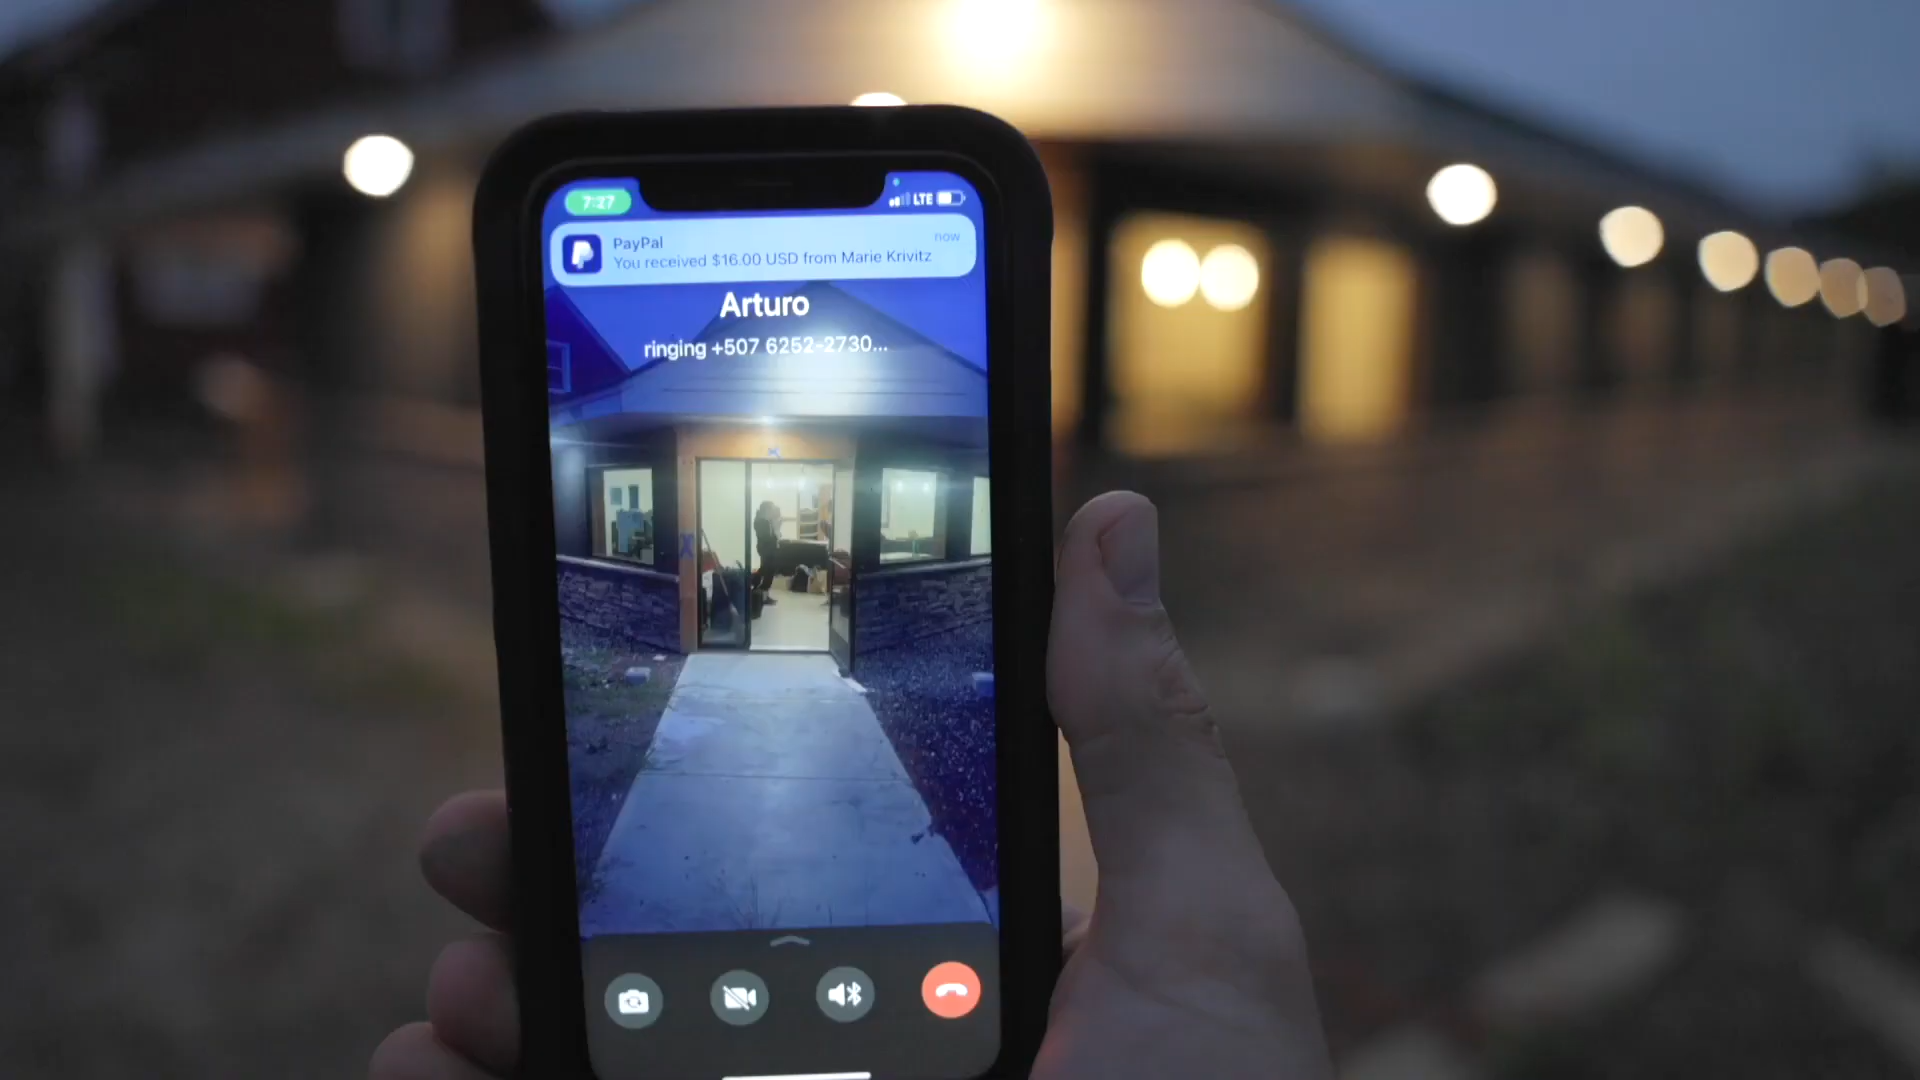 7:27
LTE
PayPal
now
You received $16.00 USD from Marie Krivitz
Arturo
ringing +507 6252-2730...